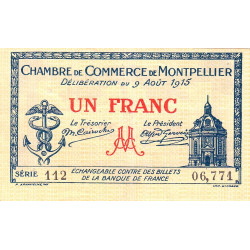 CHAMBRE DE COMMERCE DE MONTPELLIER
DÉLIBÉRATION DU 9 AOÛT 1915
UN FRANC
Le Trésorier
Le Président
SÉRIE 112
06,771
ÉCHANGEABLE CONTRE DES BILLETS
DE LA BANQUE DE FRANCE